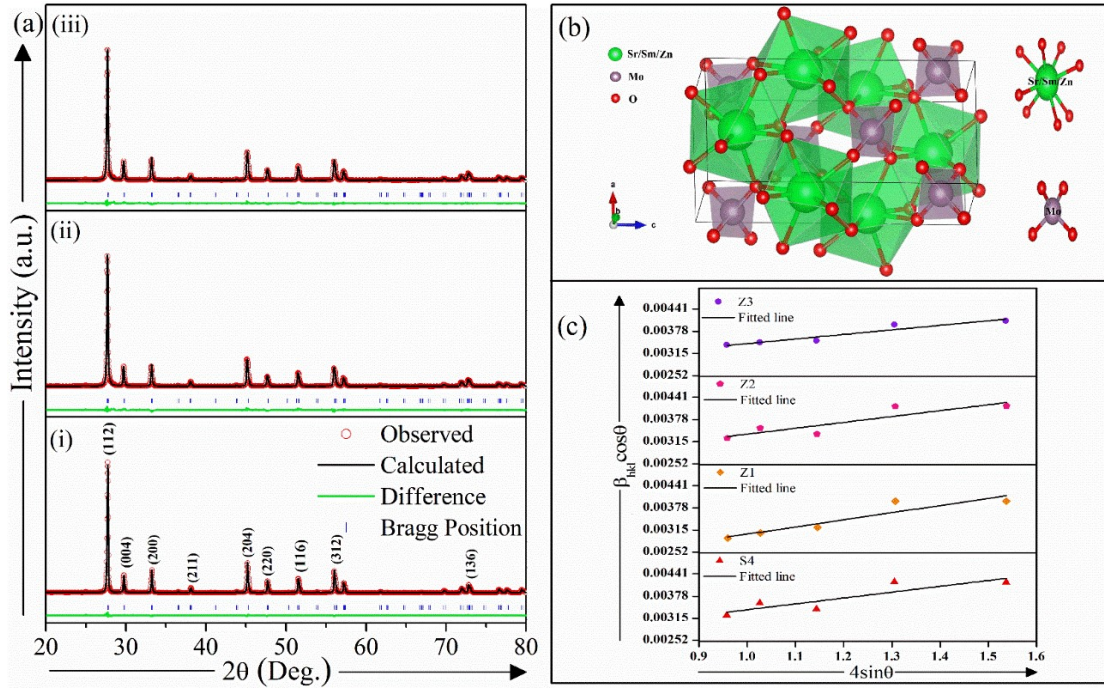 (a)
(iii)
(ii)
(i)
Intensity (a.u.)
(112)
(004)
(200)
(211)
(204)
(220)
(116)
(312)
(136)
Observed
Calculated
Difference
Bragg Position
20 30 40 50 60 70 80
2θ (Deg.)
(b)
Sr/Sm/Zn
Mo
O
a
b
c
Sr/Sm/Zn
Mo
(c)
βhkl cosθ
0.00441
0.00378
0.00315
0.00252
Z3
Fitted line
0.00441
0.00378
0.00315
0.00252
Z2
Fitted line
0.00441
0.00378
0.00315
0.00252
Z1
Fitted line
0.00441
0.00378
0.00315
0.00252
S4
Fitted line
0.9 1.0 1.1 1.2 1.3 1.4 1.5 1.6
4sinθ